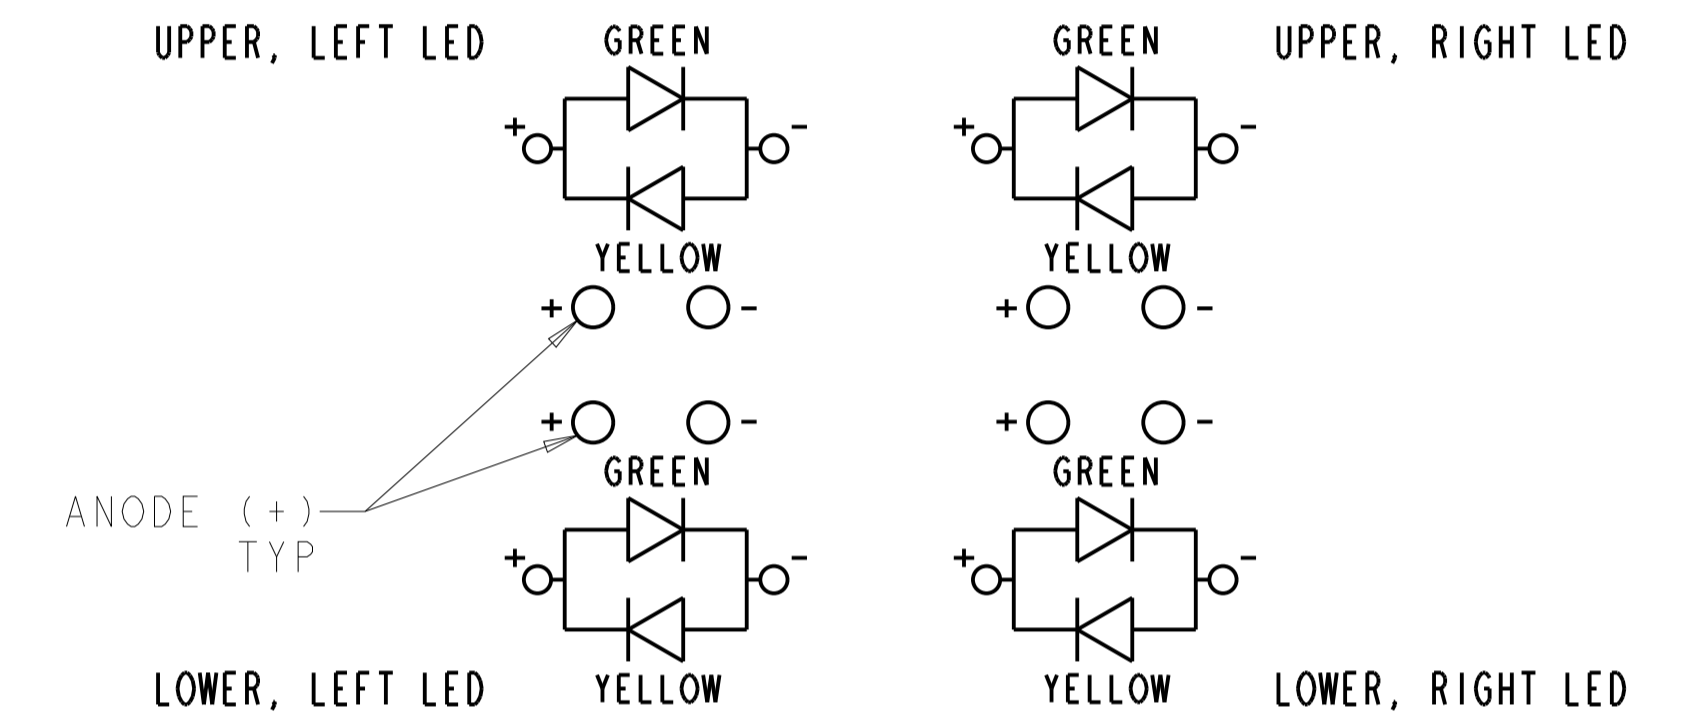 UPPER, LEFT LED
GREEN
GREEN
UPPER, RIGHT LED
+
-
+
-
YELLOW
YELLOW
+
-
+
-
+
-
+
-
GREEN
GREEN
ANODE (+)
TYP
+
-
+
-
LOWER, LEFT LED
YELLOW
YELLOW
LOWER, RIGHT LED